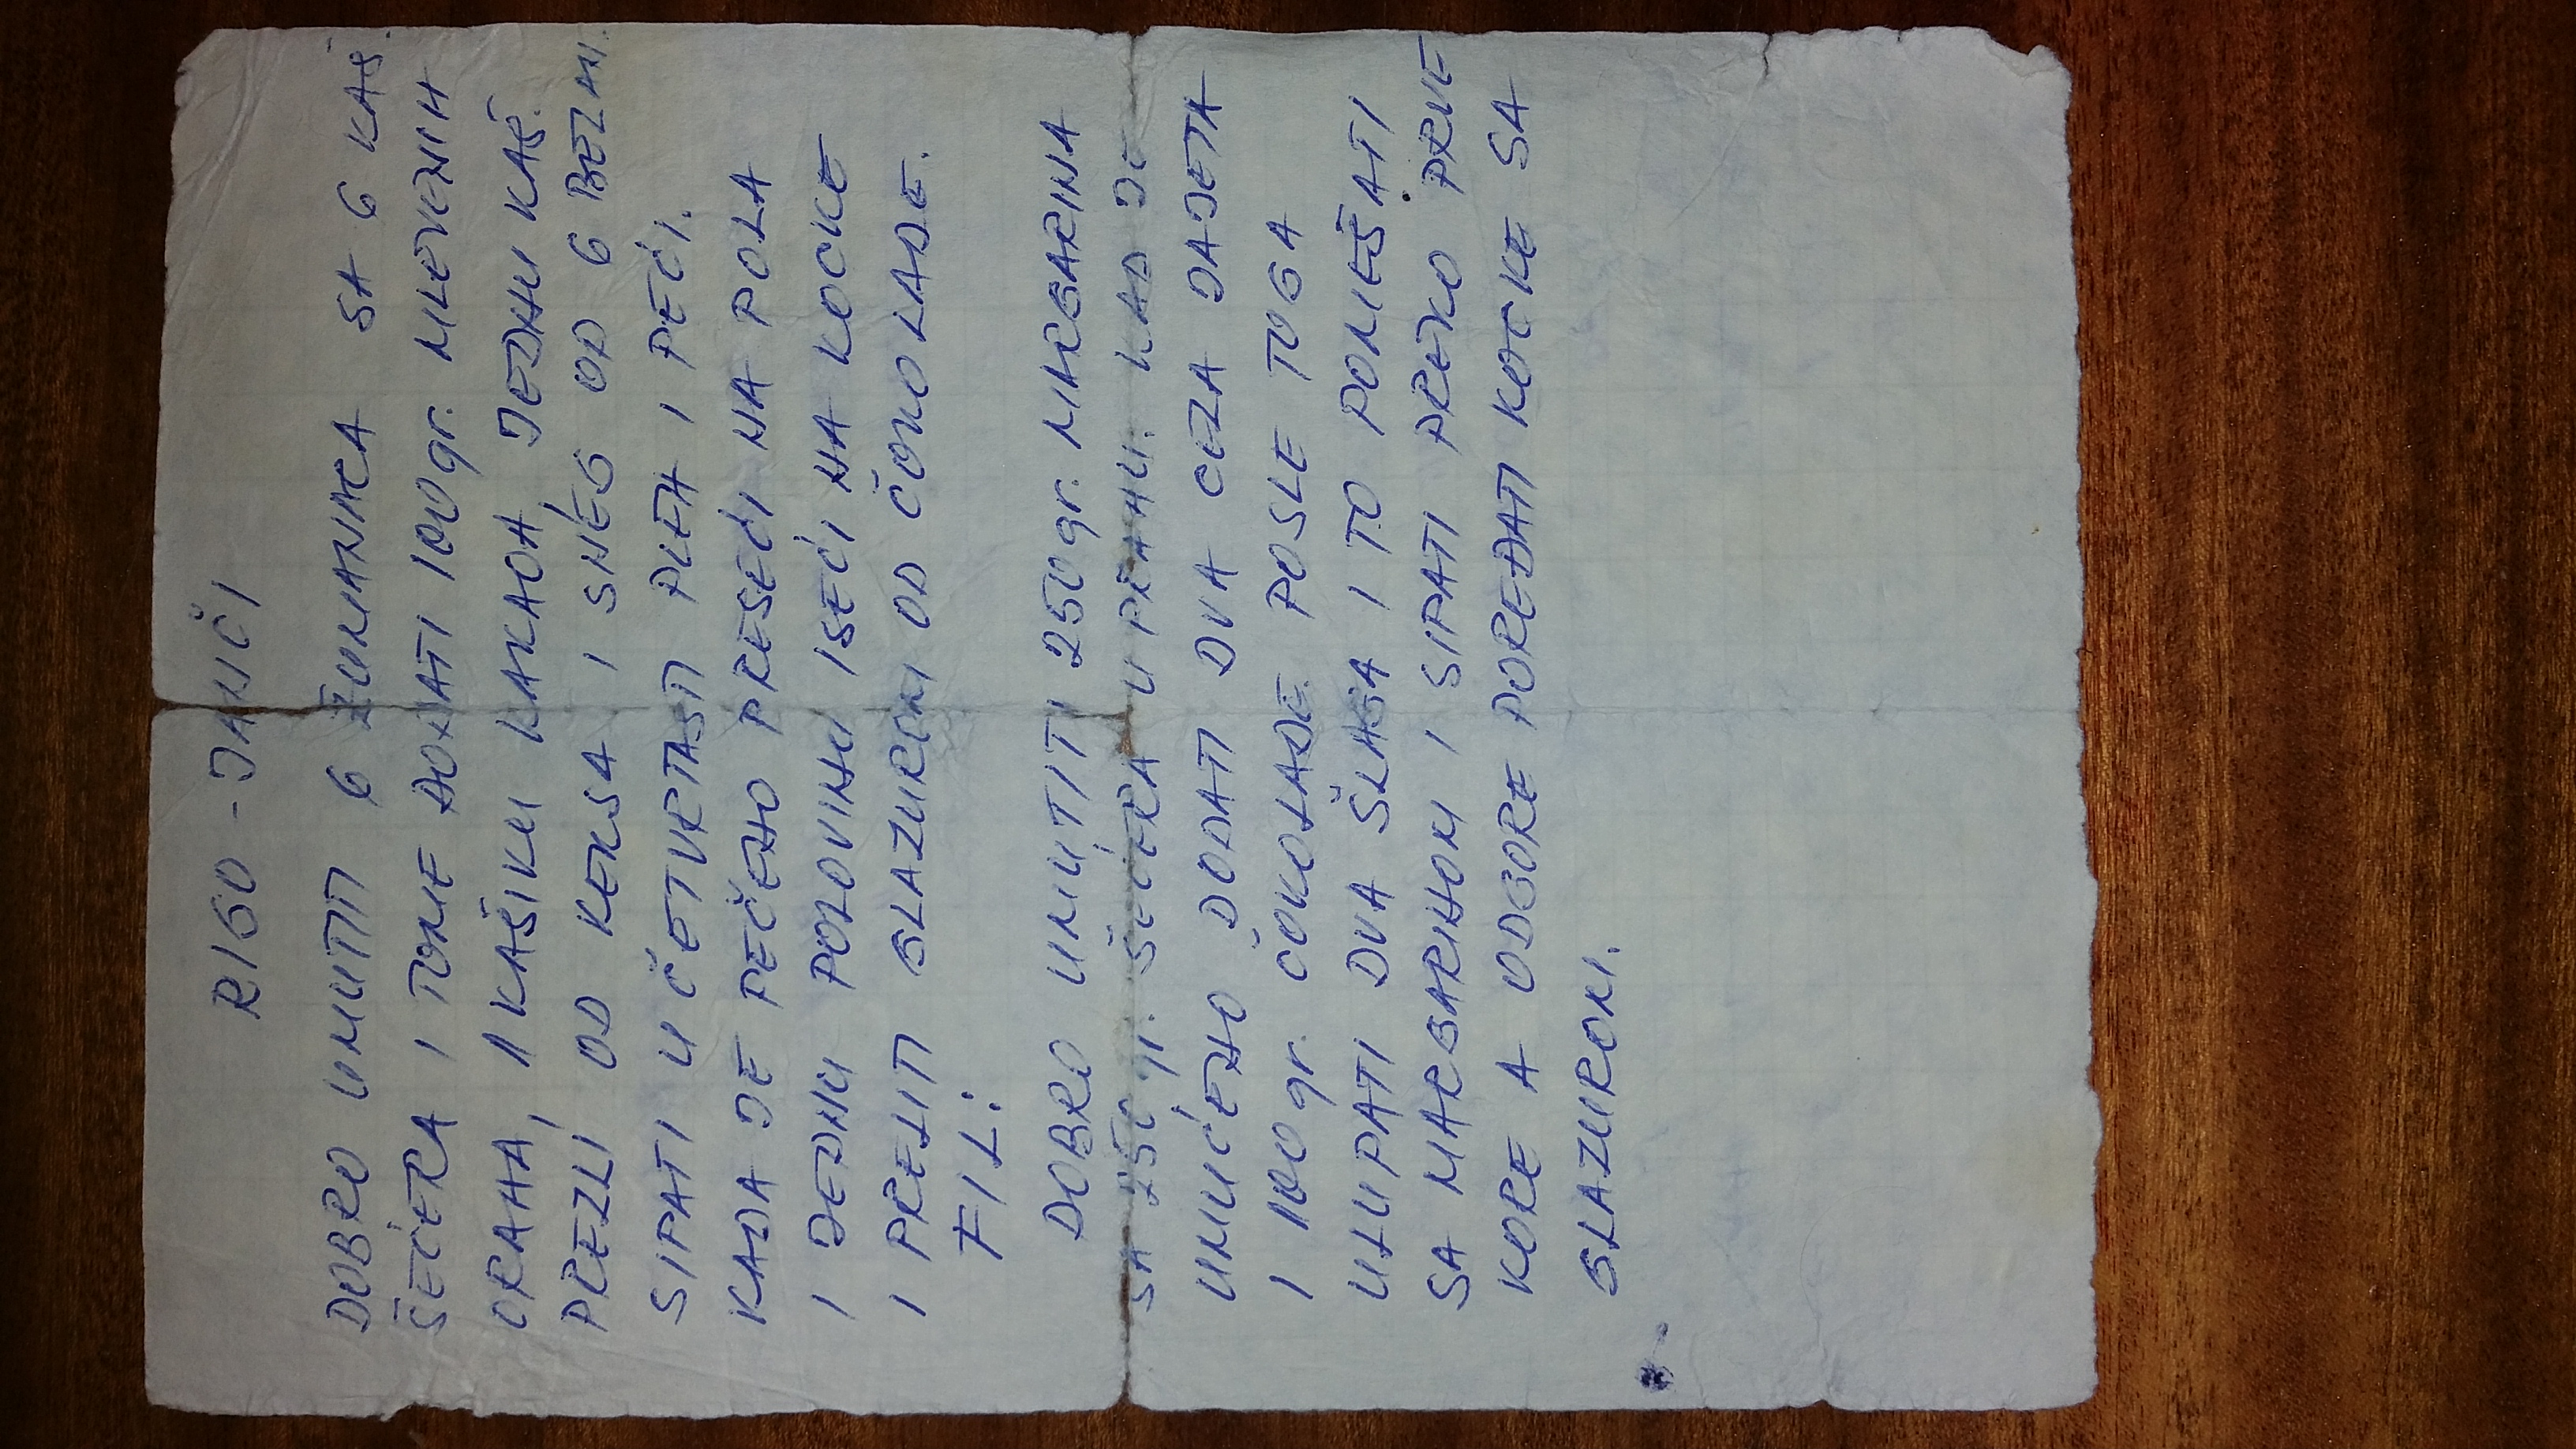 RIGO - JANČI
DOBRO UMUTITI 6 ŽUMANACA SA 6 KAŠ.
ŠEĆERA I TOME DODATI 100 gr. MLEVENIH
ORAHA, 1 KAŠIKU KAKAOA, JEDNU KAŠ.
PREZLI OD KEKSA I SNEG OD 6 BELAN.
SIPATI U ČETVRTASTI PLEH I PEĆI.
KADA JE PEČENO PRESEĆI NA POLA
I JEDNU POLOVINU ISEĆI NA KOCKE
I PRELITI GLAZUROM OD ČOKOLADE.
FIL:
DOBRO UMUTITI 250 gr. MARGARINA
SA 250 gr. ŠEĆERA U PRAHU. KAD JE
UMUĆENO DODATI DVA CELA JAJETA
I 100 gr. ČOKOLADE. POSLE TOGA
ULUPATI DVA ŠLAGA I TO POMEŠATI
SA MARGARINOM I SIPATI PREKO PRVE
KORE A ODGORE POREĐATI KOCKE SA
GLAZUROM.